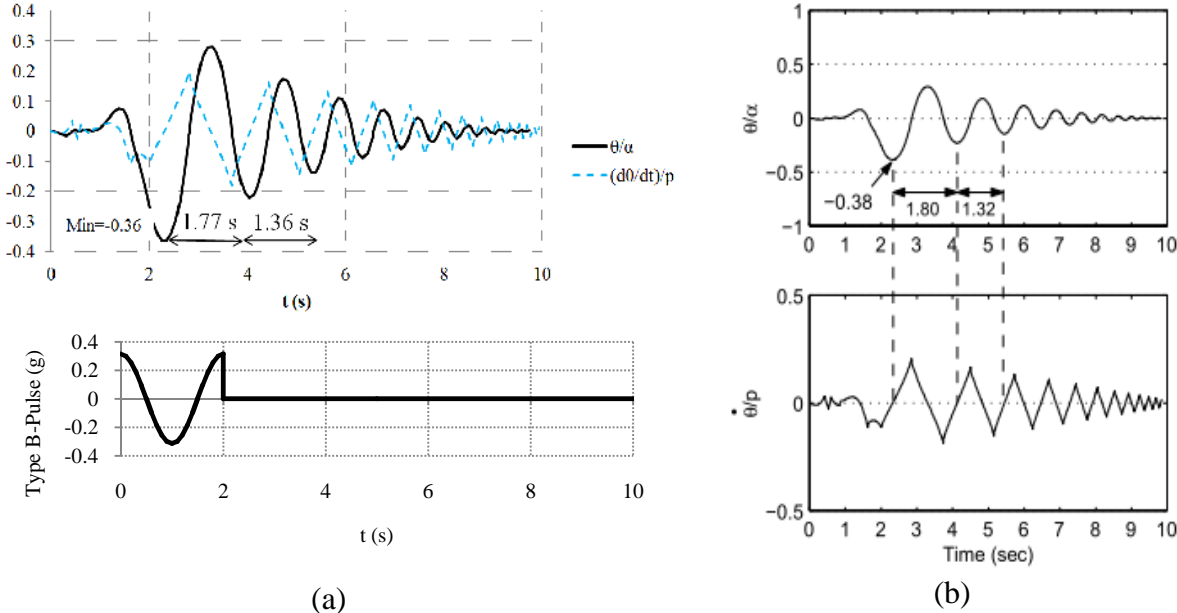 0.4
0.3
0.2
0.1
0
-0.1
-0.2
-0.3
-0.4
Min=-0.36
1.77 s
1.36 s
0 2 4 6 8 10
t (s)
θ/α
(dθ/dt)/p
Type B-Pulse (g)
0.4
0.2
0
-0.2
-0.4
0 2 4 6 8 10
t (s)
(a)
θ/α
1
0.5
0
−0.5
−1
−0.38
1.80
1.32
0 1 2 3 4 5 6 7 8 9 10
θ̇/p
0.5
0
−0.5
0 1 2 3 4 5 6 7 8 9 10
Time (sec)
(b)